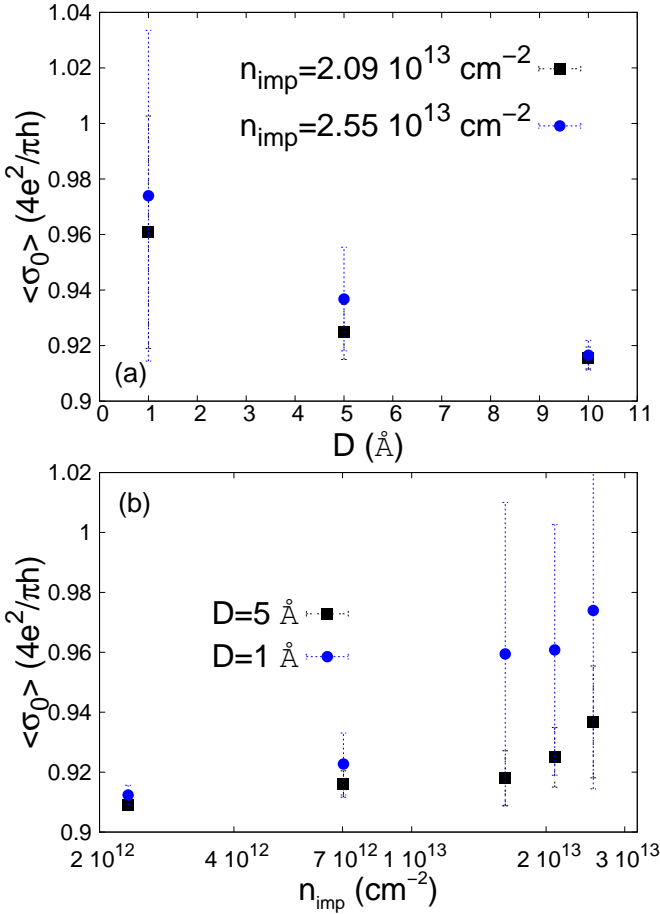 1.04
1.02
1
0.98
0.96
0.94
0.92
0.9
<σ₀> (4e²/πh)
n_imp=2.09 10¹³ cm⁻²
n_imp=2.55 10¹³ cm⁻²
(a)
0 1 2 3 4 5 6 7 8 9 10 11
D (Å)
1.02
1
0.98
0.96
0.94
0.92
0.9
<σ₀> (4e²/πh)
(b)
D=5 Å
D=1 Å
2 10¹² 4 10¹² 7 10¹² 1 10¹³ 2 10¹³ 3 10¹³
n_imp (cm⁻²)